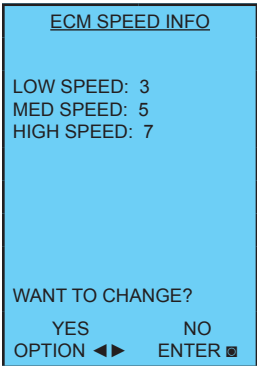 ECM SPEED INFO
LOW SPEED: 3
MED SPEED: 5
HIGH SPEED: 7
WANT TO CHANGE?
YES NO
OPTION ◄► ENTER ◙